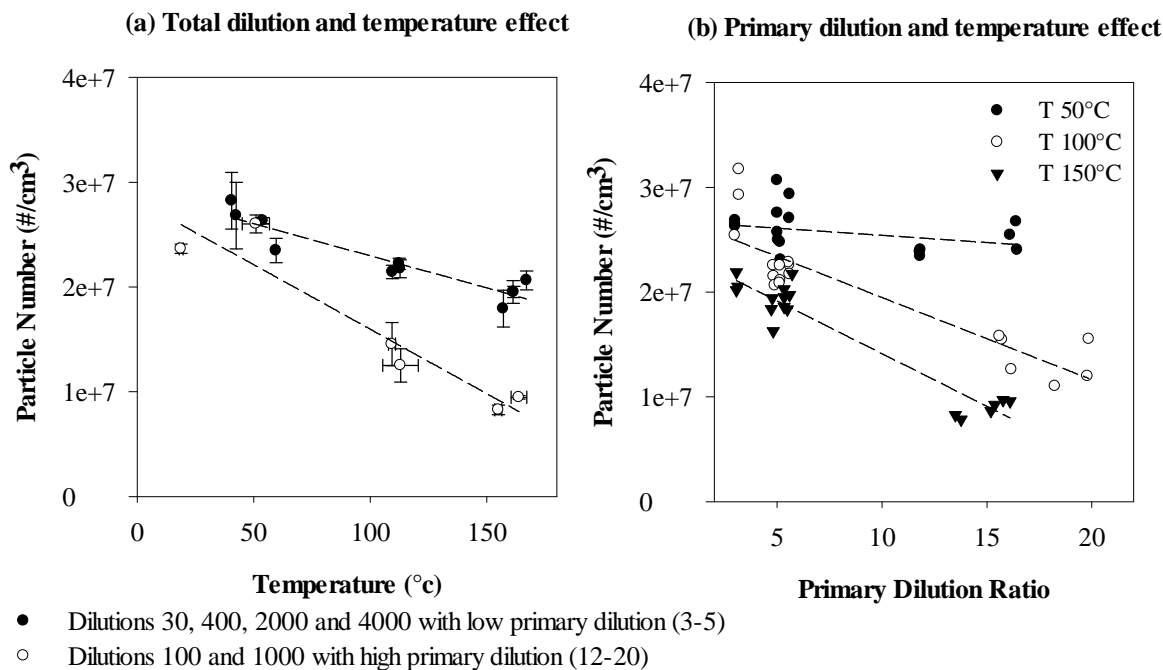 (a) Total dilution and temperature effect
Particle Number (#/cm³)
4e+7
3e+7
2e+7
1e+7
0
0
50
100
150
Temperature (°c)
(b) Primary dilution and temperature effect
Particle Number (#/cm³)
4e+7
3e+7
2e+7
1e+7
0
T 50°C
T 100°C
T 150°C
5
10
15
20
Primary Dilution Ratio
Dilutions 30, 400, 2000 and 4000 with low primary dilution (3-5)
Dilutions 100 and 1000 with high primary dilution (12-20)